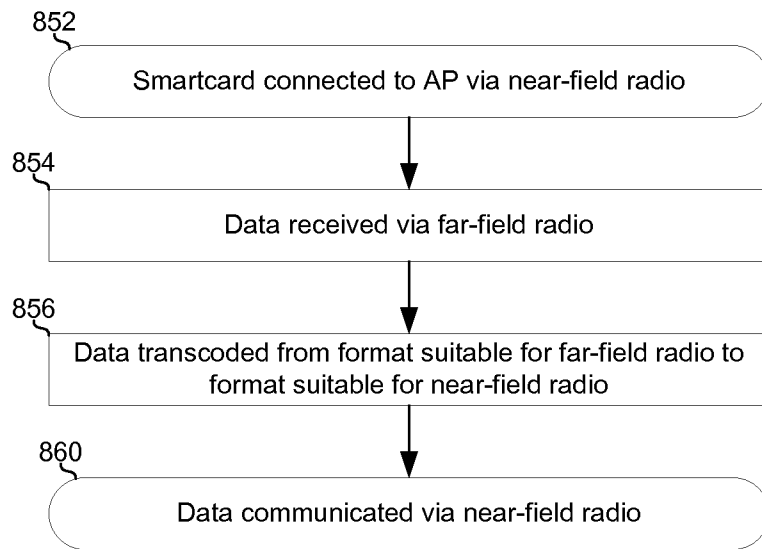 852
Smartcard connected to AP via near-field radio
854
Data received via far-field radio
856
Data transcoded from format suitable for far-field radio to
format suitable for near-field radio
860
Data communicated via near-field radio